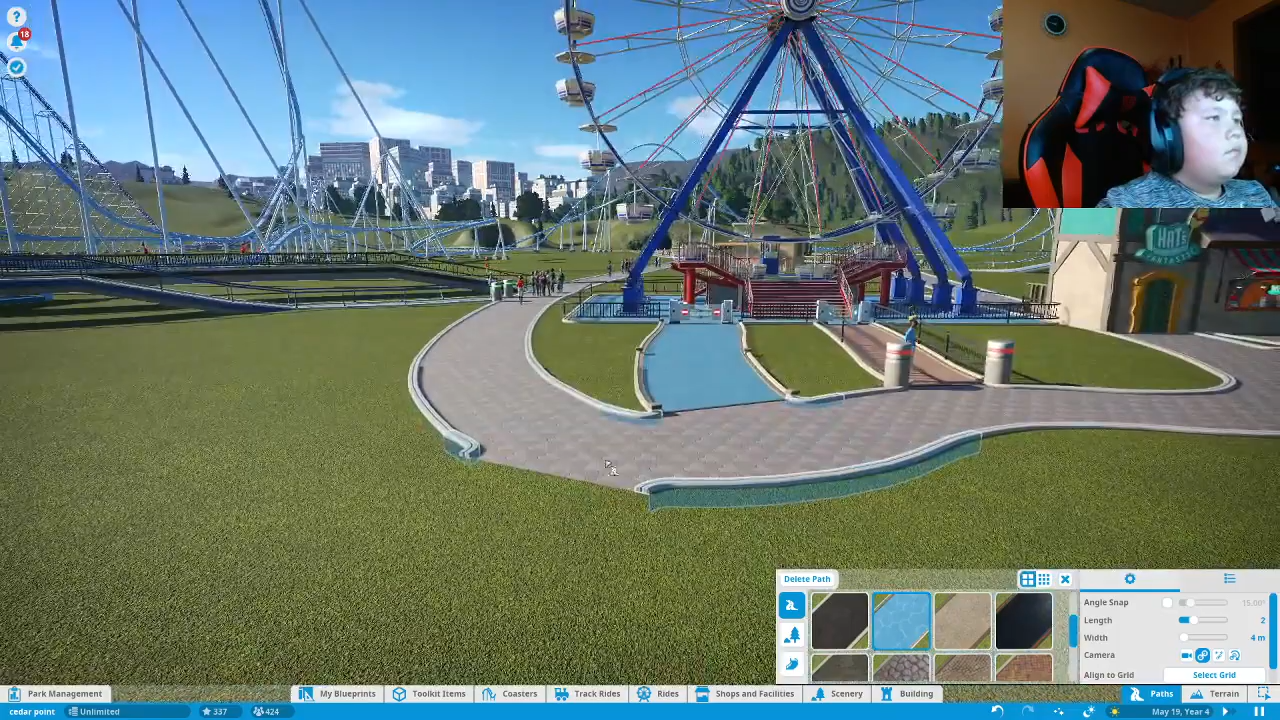 ?
18
HATS
FANTASTIC
Delete Path
Angle Snap 15.00°
Length 2
Width 4 m
Camera
Align to Grid Select Grid
Park Management
My Blueprints
Toolkit Items
Coasters
Track Rides
Rides
Shops and Facilities
Scenery
Building
Paths
Terrain
cedar point
Unlimited
337
424
May 19, Year 4